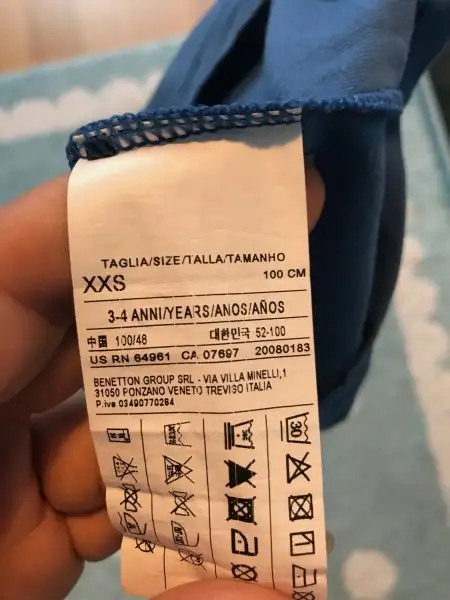 TAGLIA/SIZE/TALLA/TAMANHO
XXS 100 CM
3-4 ANNI/YEARS/ANOS/AÑOS
中国 100/48 대한민국 52-100
US RN 64961 CA 07697 20080183
BENETTON GROUP SRL - VIA VILLA MINELLI,1
31050 PONZANO VENETO TREVISO ITALIA
P.iva 03490770264
30